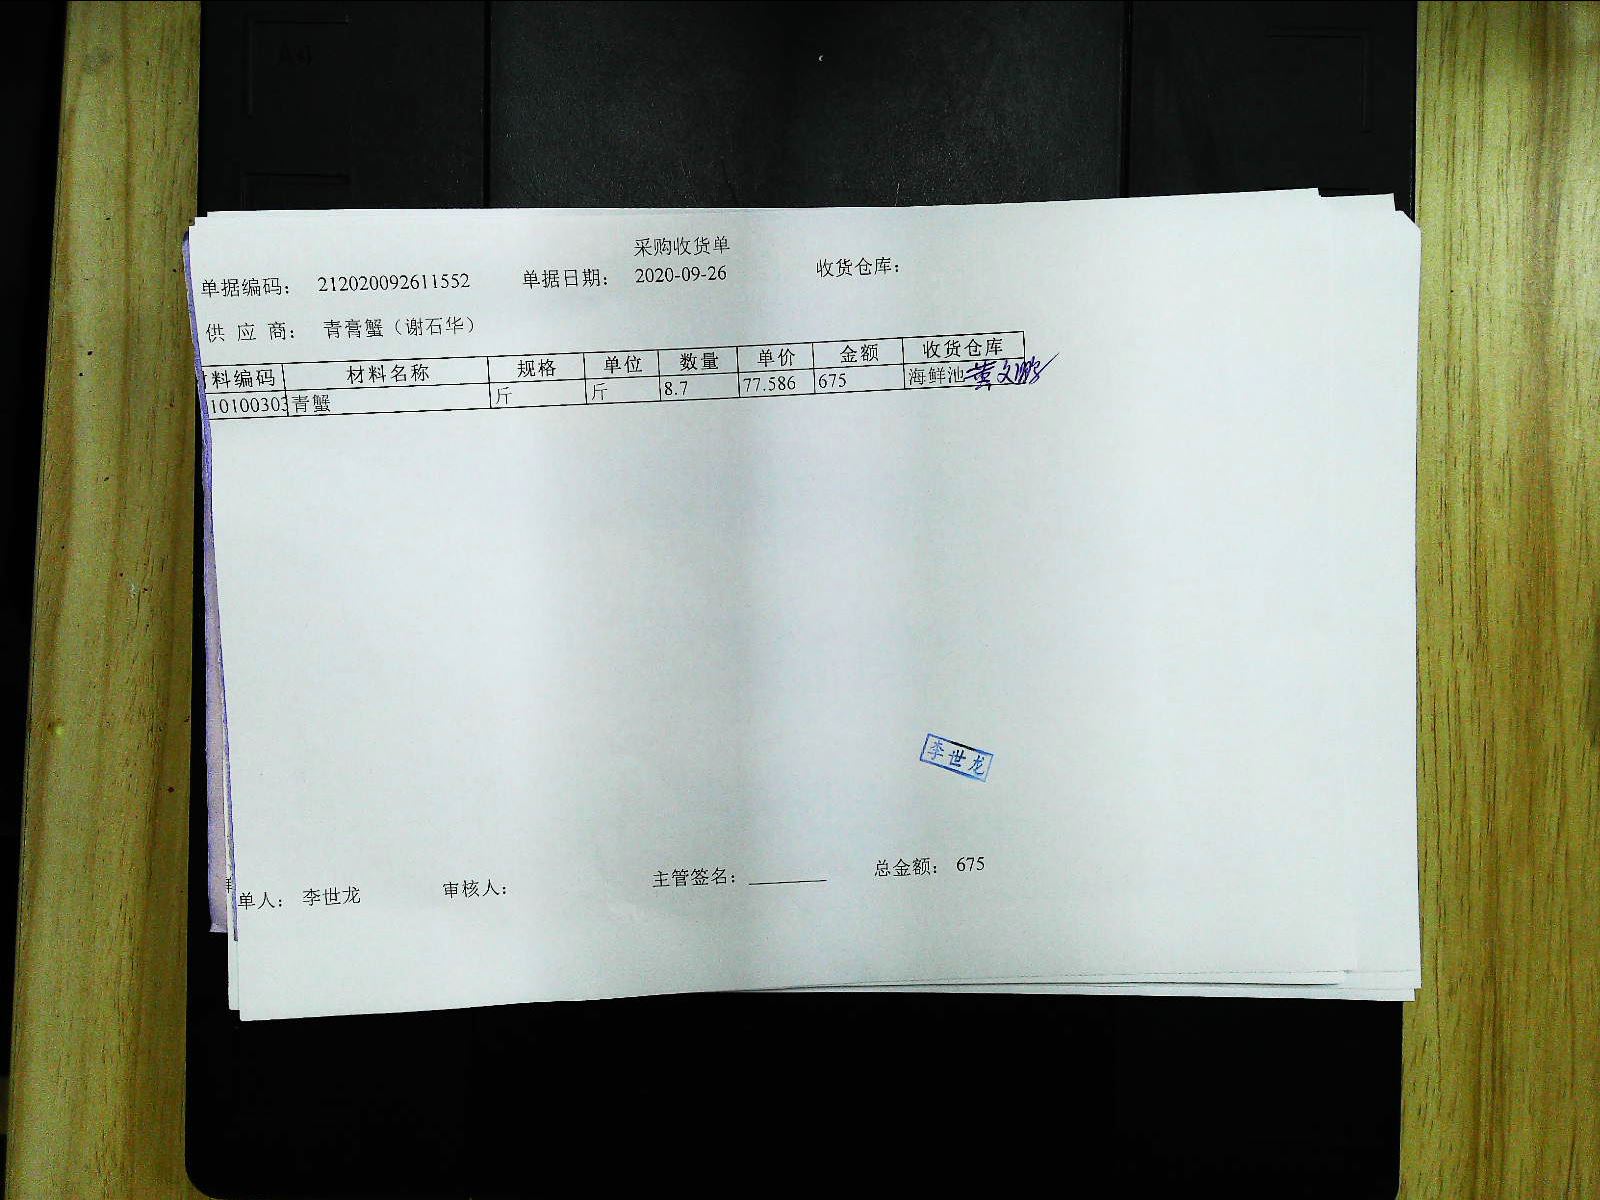 采购收货单
单据编码： 212020092611552 单据日期： 2020-09-26 收货仓库：
供 应 商： 青膏蟹（谢石华）
料编码 材料名称 规格 单位 数量 单价 金额 收货仓库
10100303 青蟹 斤 斤 8.7 77.586 675 海鲜池 黄文鹏
李世龙
单人： 李世龙 审核人： 主管签名： 总金额： 675